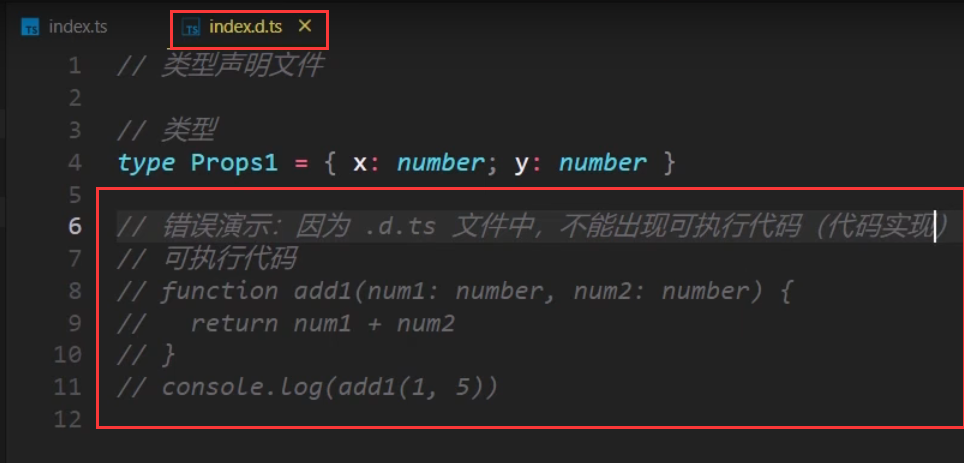 TS index.ts TS index.d.ts ×
1 // 类型声明文件
2
3 // 类型
4 type Props1 = { x: number; y: number }
5
6 // 错误演示：因为 .d.ts 文件中，不能出现可执行代码（代码实现）
7 // 可执行代码
8 // function add1(num1: number, num2: number) {
9 //   return num1 + num2
10 // }
11 // console.log(add1(1, 5))
12